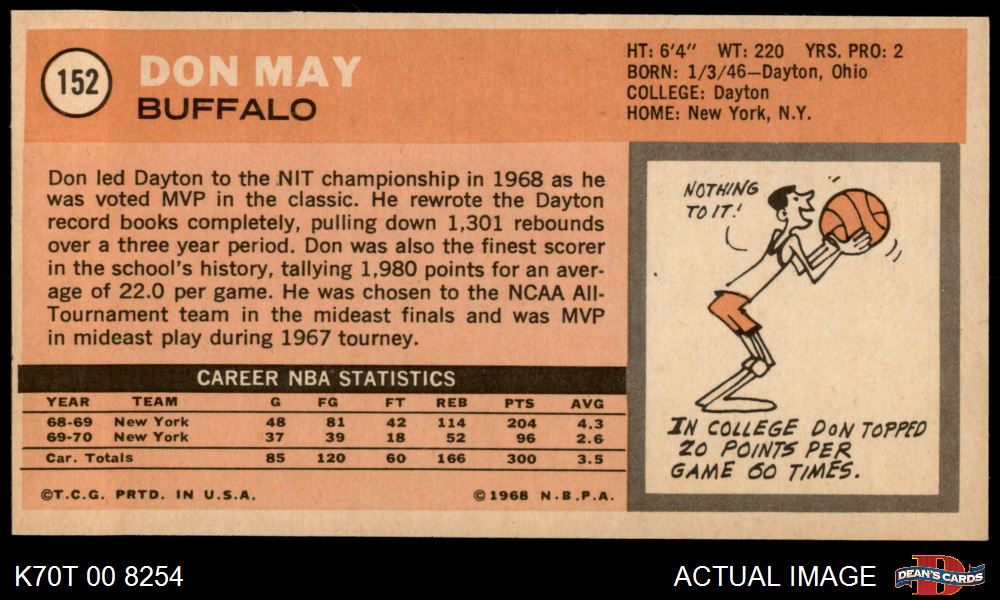 152
DON MAY
BUFFALO
HT: 6'4" WT: 220 YRS. PRO: 2
BORN: 1/3/46—Dayton, Ohio
COLLEGE: Dayton
HOME: New York, N.Y.
Don led Dayton to the NIT championship in 1968 as he
was voted MVP in the classic. He rewrote the Dayton
record books completely, pulling down 1,301 rebounds
over a three year period. Don was also the finest scorer
in the school's history, tallying 1,980 points for an aver-
age of 22.0 per game. He was chosen to the NCAA All-
Tournament team in the mideast finals and was MVP
in mideast play during 1967 tourney.
NOTHING
TO IT!
IN COLLEGE DON TOPPED
20 POINTS PER
GAME 60 TIMES.
CAREER NBA STATISTICS
YEAR TEAM G FG FT REB PTS AVG
68-69 New York 48 81 42 114 204 4.3
69-70 New York 37 39 18 52 96 2.6
Car. Totals 85 120 60 166 300 3.5
©T.C.G. PRTD. IN U.S.A. ©1968 N.B.P.A.
K70T 00 8254
ACTUAL IMAGE
D
DEAN'S CARDS